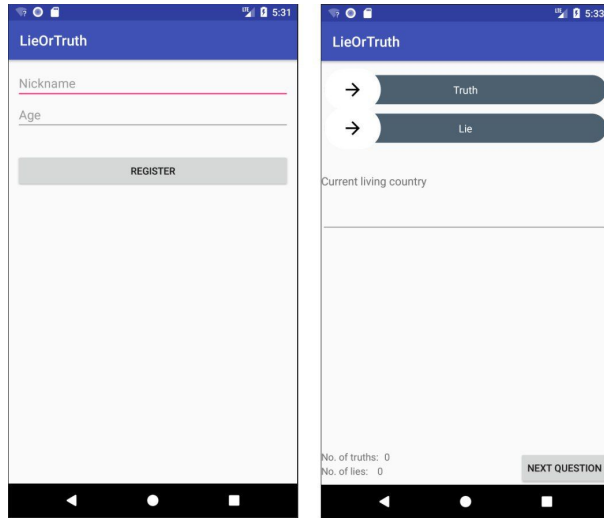 5:31
LieOrTruth
Nickname
Age
REGISTER
5:33
LieOrTruth
Truth
Lie
Current living country
No. of truths: 0
No. of lies: 0
NEXT QUESTION